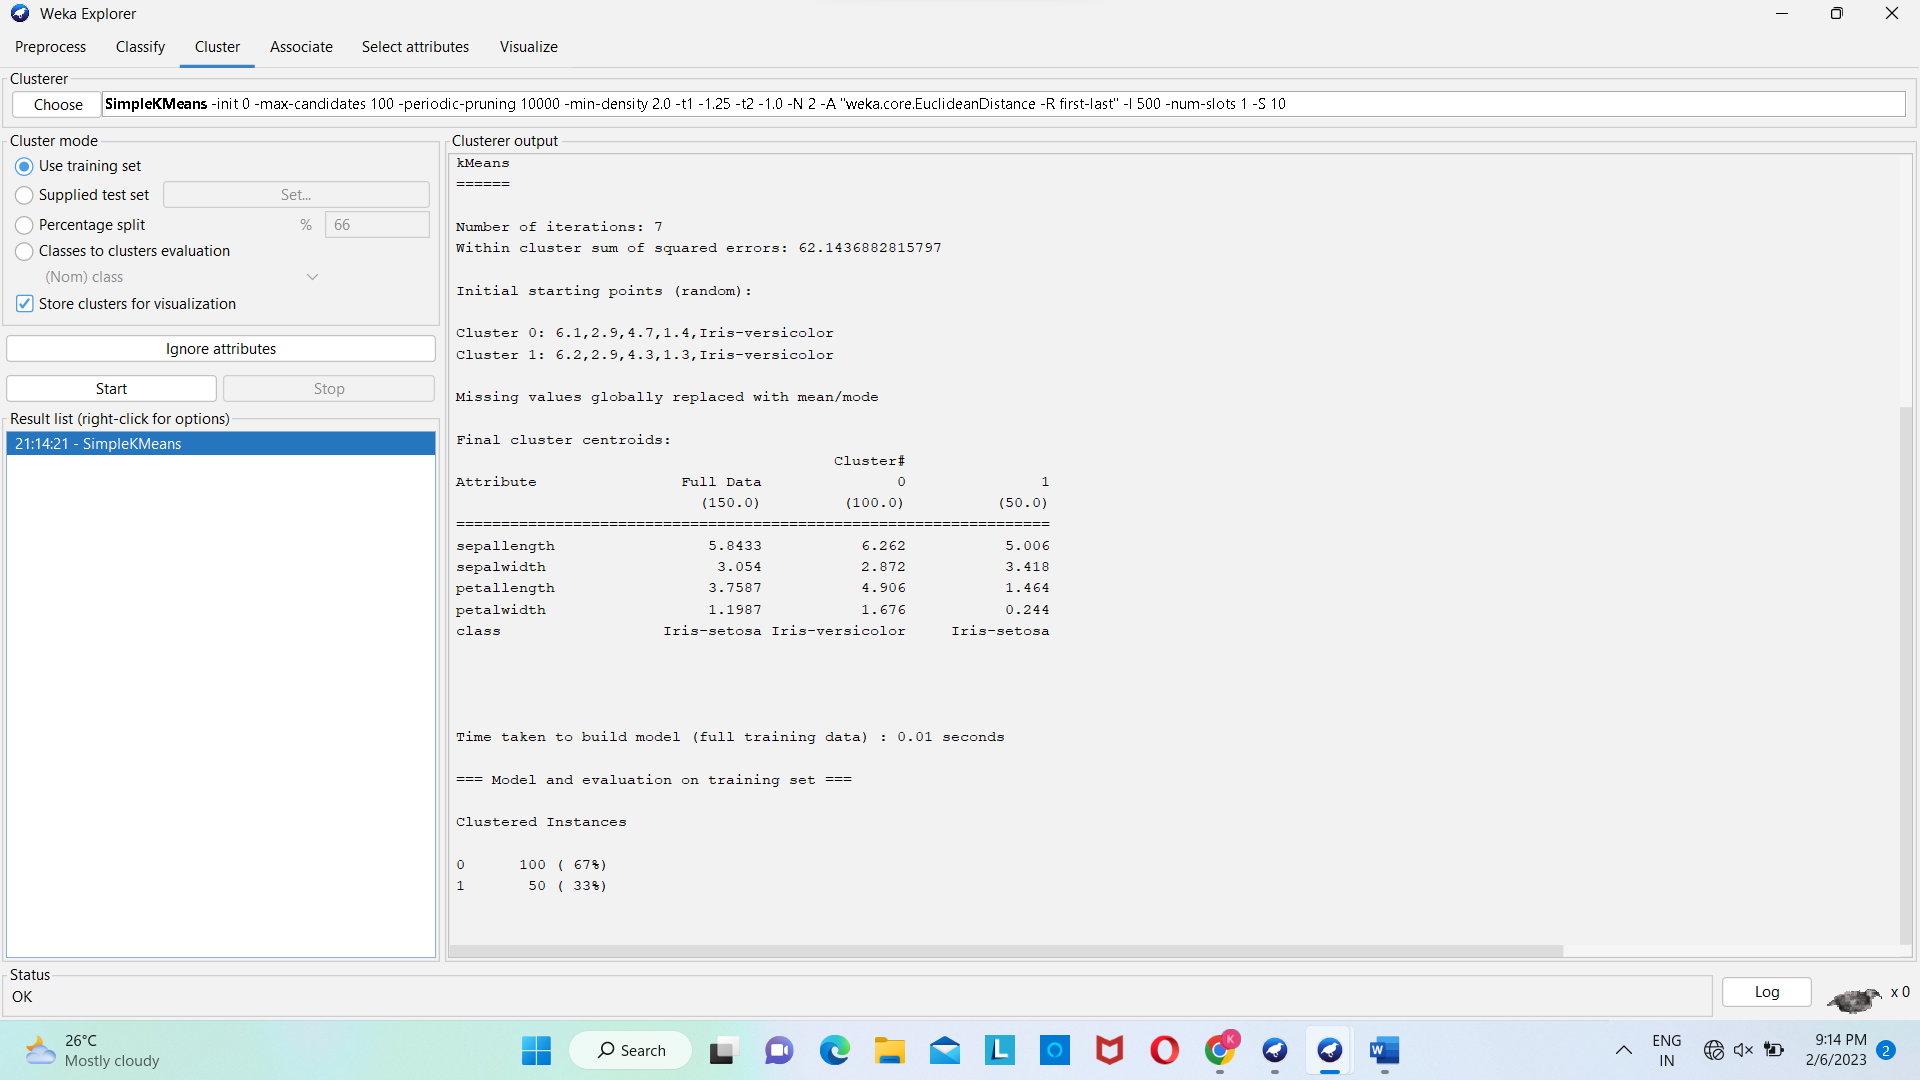 Weka Explorer
Preprocess Classify Cluster Associate Select attributes Visualize
Clusterer
Choose SimpleKMeans -init 0 -max-candidates 100 -periodic-pruning 10000 -min-density 2.0 -t1 -1.25 -t2 -1.0 -N 2 -A "weka.core.EuclideanDistance -R first-last" -I 500 -num-slots 1 -S 10
Cluster mode
Use training set
Supplied test set Set...
Percentage split % 66
Classes to clusters evaluation
(Nom) class
Store clusters for visualization
Ignore attributes
Start Stop
Result list (right-click for options)
21:14:21 - SimpleKMeans
Clusterer output
kMeans
======
Number of iterations: 7
Within cluster sum of squared errors: 62.1436882815797
Initial starting points (random):
Cluster 0: 6.1,2.9,4.7,1.4,Iris-versicolor
Cluster 1: 6.2,2.9,4.3,1.3,Iris-versicolor
Missing values globally replaced with mean/mode
Final cluster centroids:
Cluster#
Attribute Full Data 0 1
(150.0) (100.0) (50.0)
==================================================================
sepallength 5.8433 6.262 5.006
sepalwidth 3.054 2.872 3.418
petallength 3.7587 4.906 1.464
petalwidth 1.1987 1.676 0.244
class Iris-setosa Iris-versicolor Iris-setosa
Time taken to build model (full training data) : 0.01 seconds
=== Model and evaluation on training set ===
Clustered Instances
0 100 ( 67%)
1 50 ( 33%)
Status
OK
Log x 0
26°C
Mostly cloudy
Search
L
K
W
ENG
IN
9:14 PM
2/6/2023
2